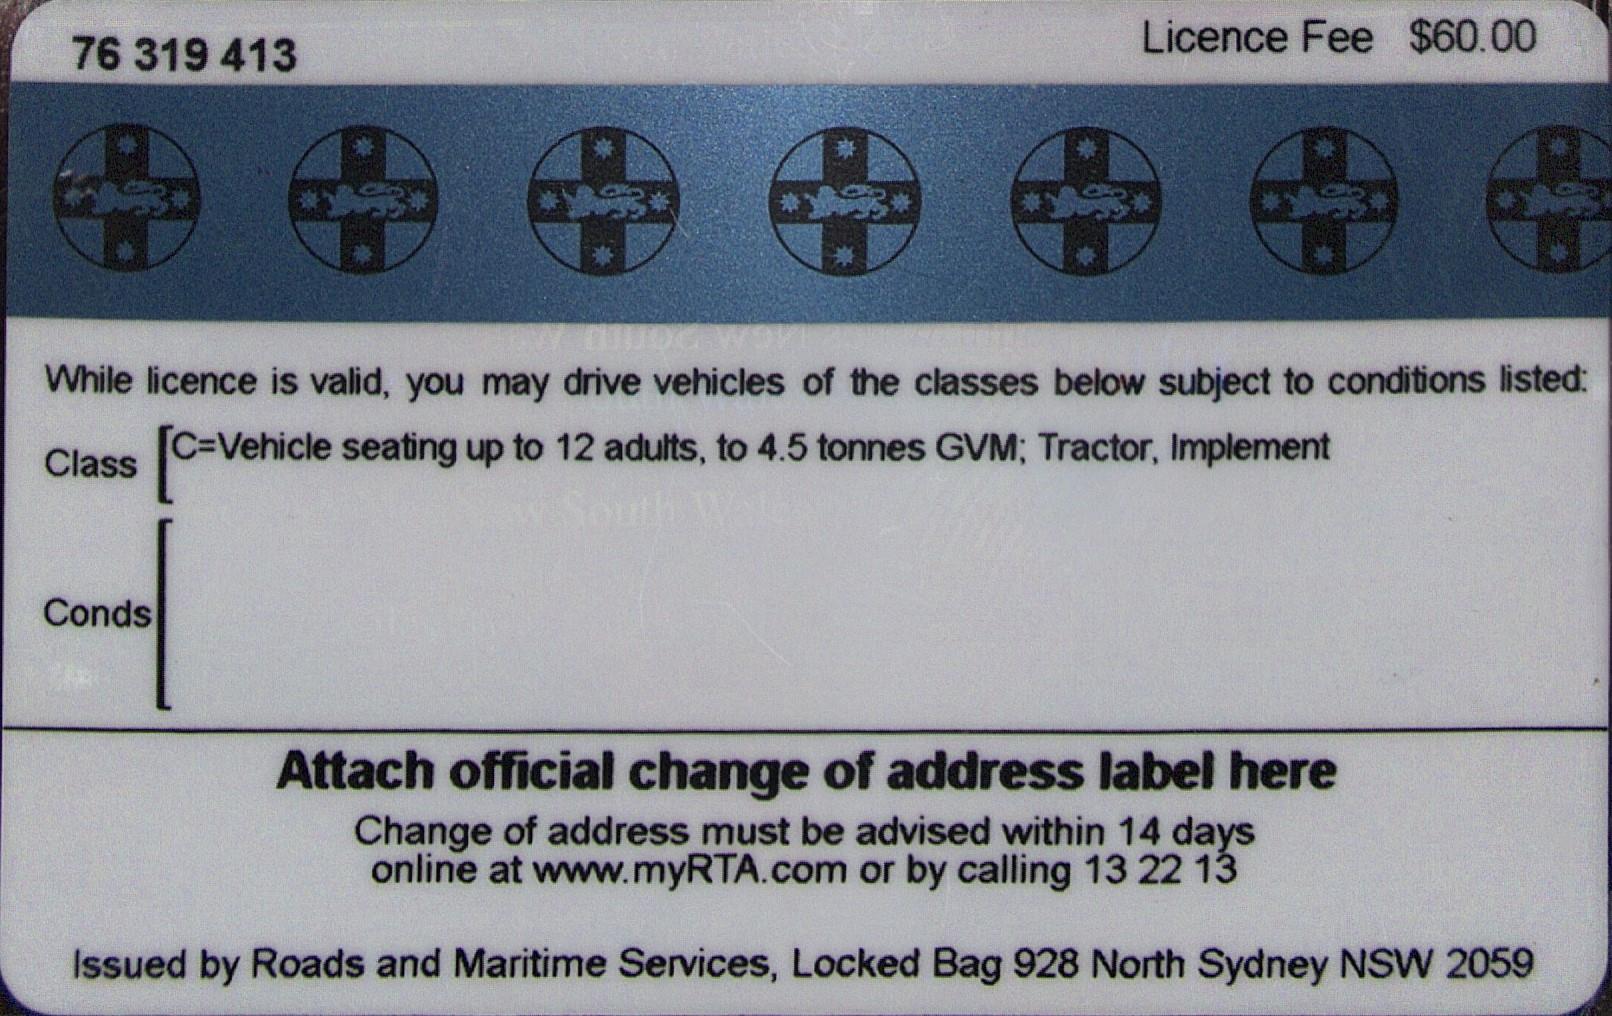 76 319 413
Licence Fee $60.00
While licence is valid, you may drive vehicles of the classes below subject to conditions listed:
Class [C=Vehicle seating up to 12 adults, to 4.5 tonnes GVM; Tractor, Implement
Conds [
Attach official change of address label here
Change of address must be advised within 14 days
online at www.myRTA.com or by calling 13 22 13
Issued by Roads and Maritime Services, Locked Bag 928 North Sydney NSW 2059